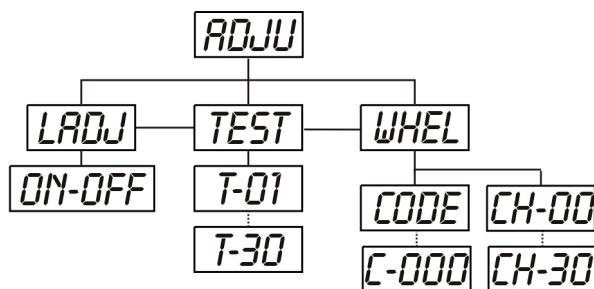 ADJU
LADJ TEST WHEL
ON-OFF T-01 CODE CH-00
T-30 C-000 CH-30